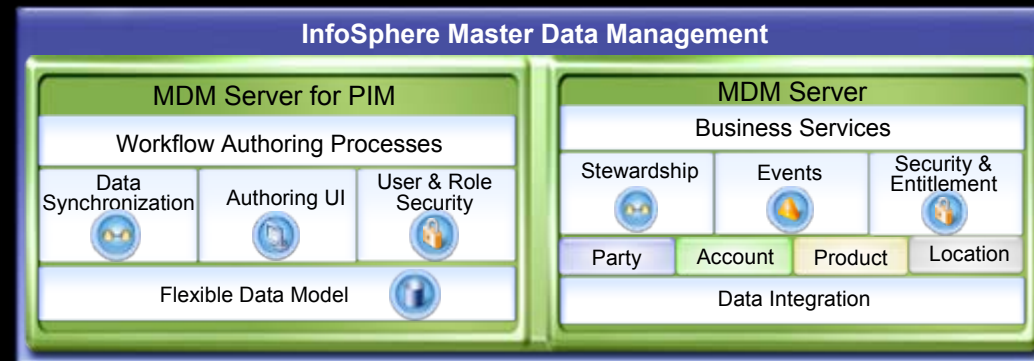 InfoSphere Master Data Management
MDM Server for PIM
Workflow Authoring Processes
Data
Synchronization
Authoring UI
User & Role
Security
Flexible Data Model
MDM Server
Business Services
Stewardship
Events
Security &
Entitlement
Party
Account
Product
Location
Data Integration